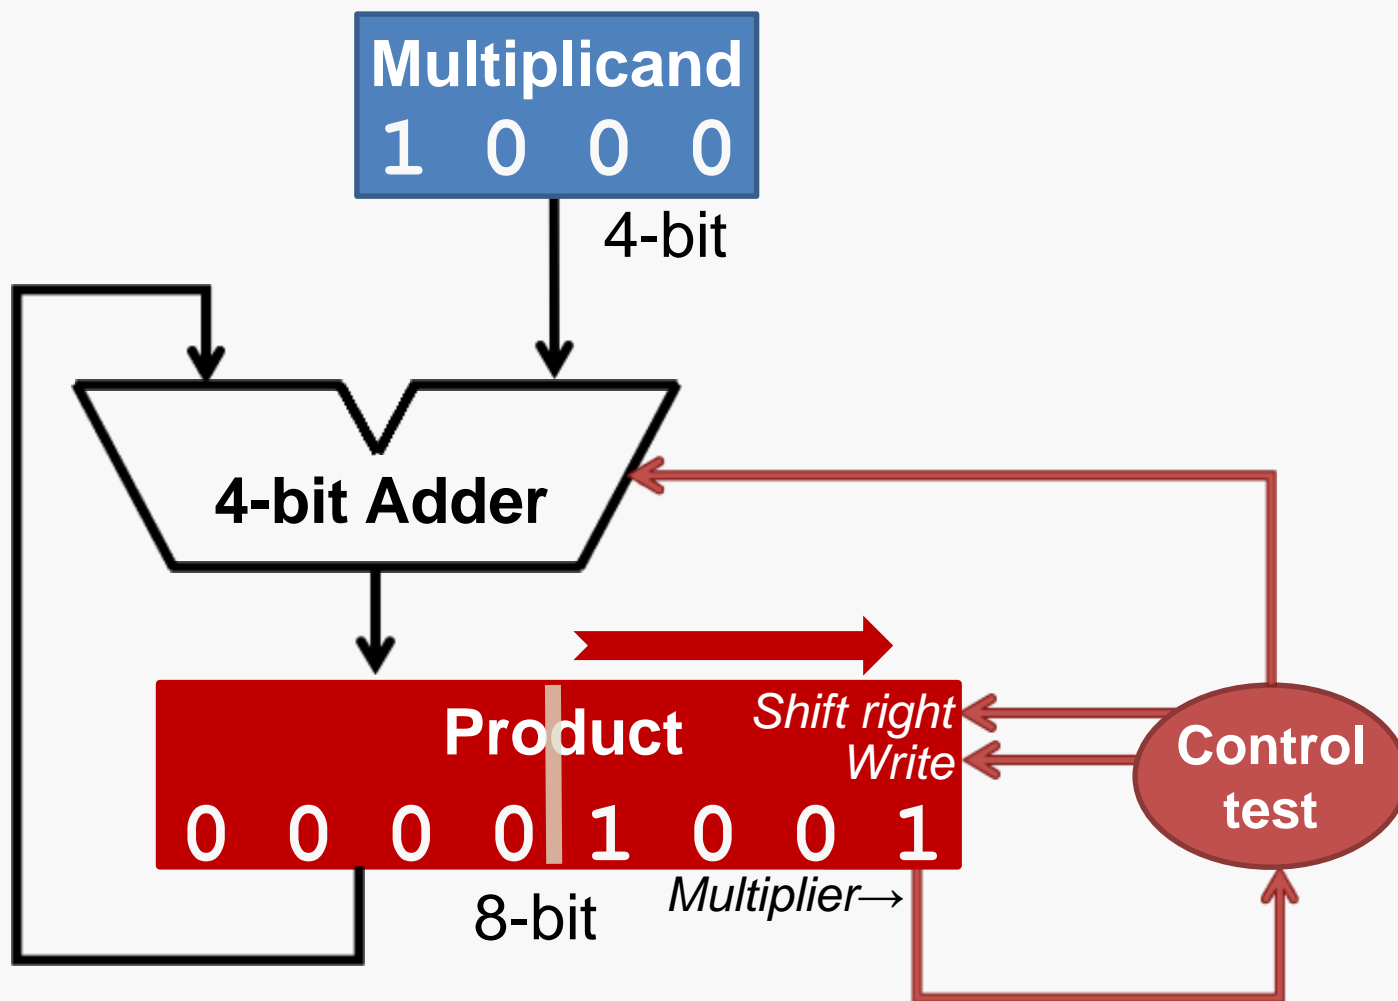 Multiplicand
1 0 0 0
4-bit
4-bit Adder
Product
Shift right
Write
Control
test
0 0 0 0 1 0 0 1
Multiplier→
8-bit